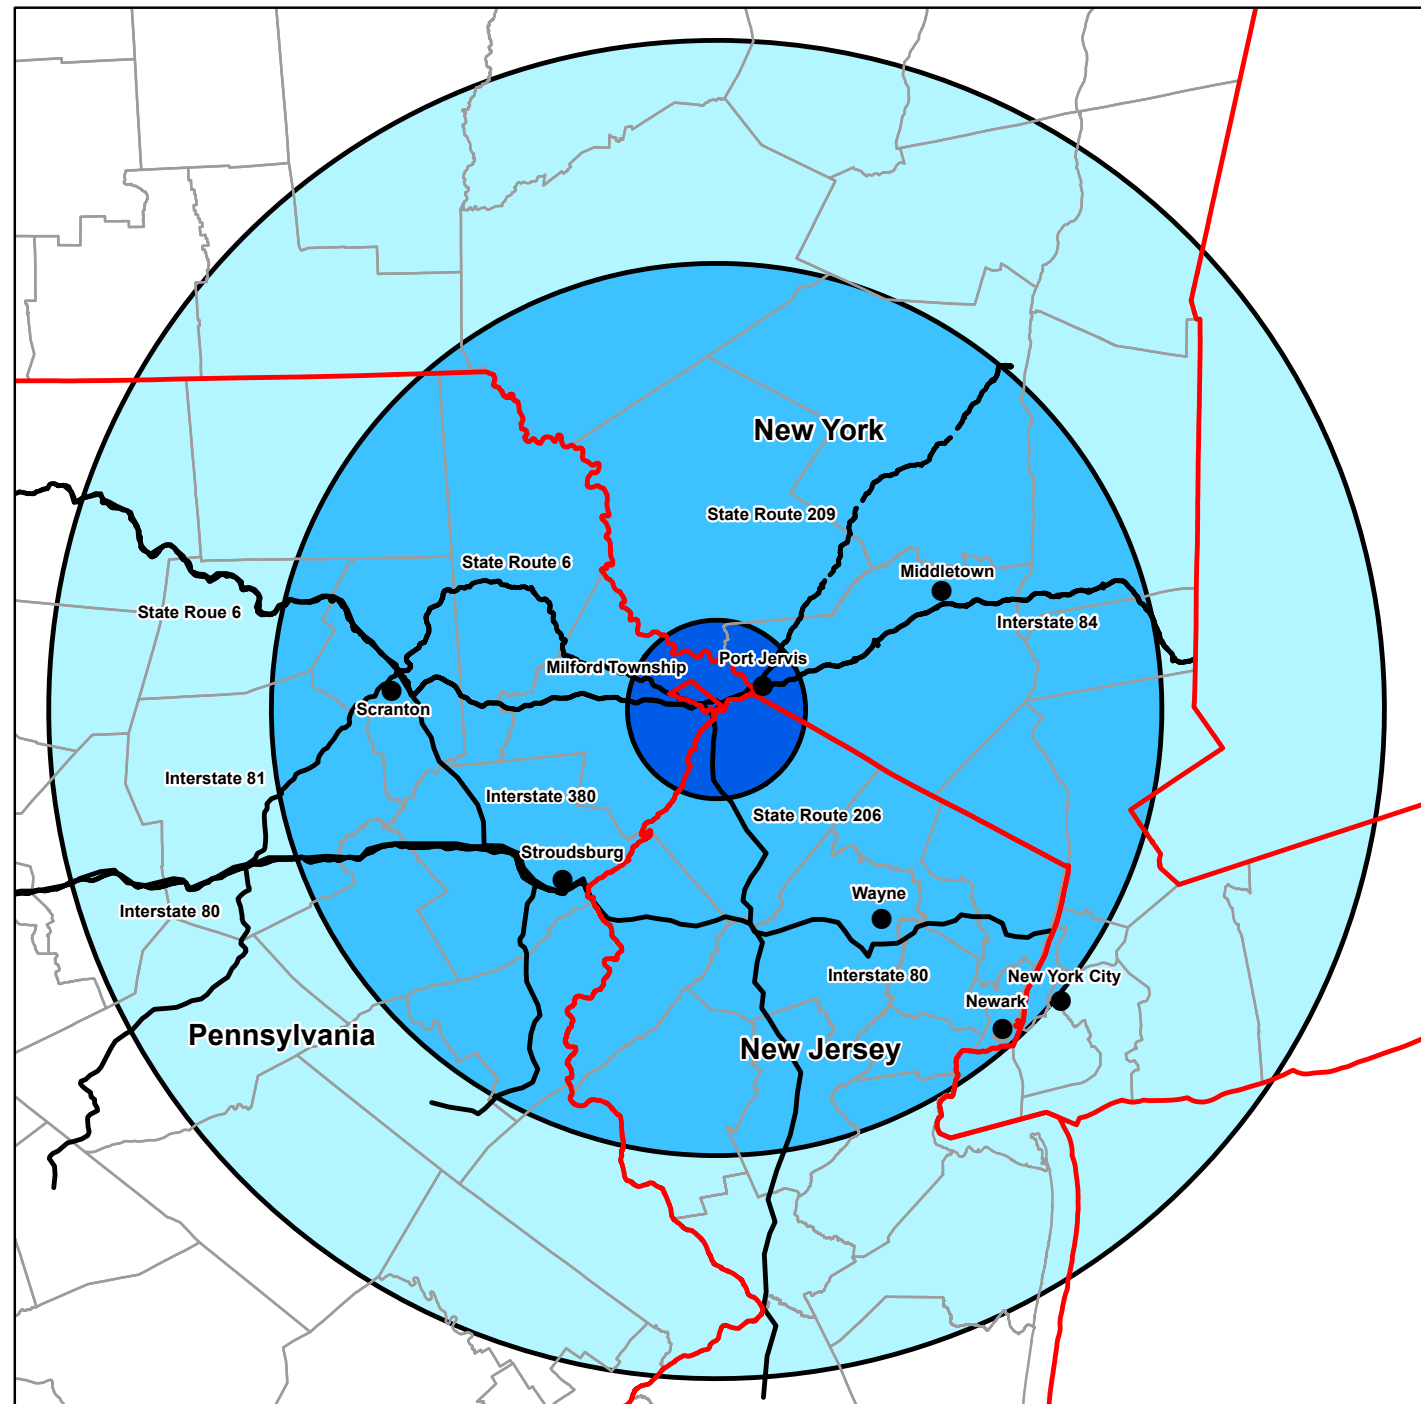 New York
State Route 209
State Route 6
Middletown
State Roue 6
Interstate 84
Port Jervis
Milford Township
Scranton
Interstate 81
Interstate 380
State Route 206
Stroudsburg
Wayne
Interstate 80
Interstate 80
New York City
Newark
Pennsylvania
New Jersey